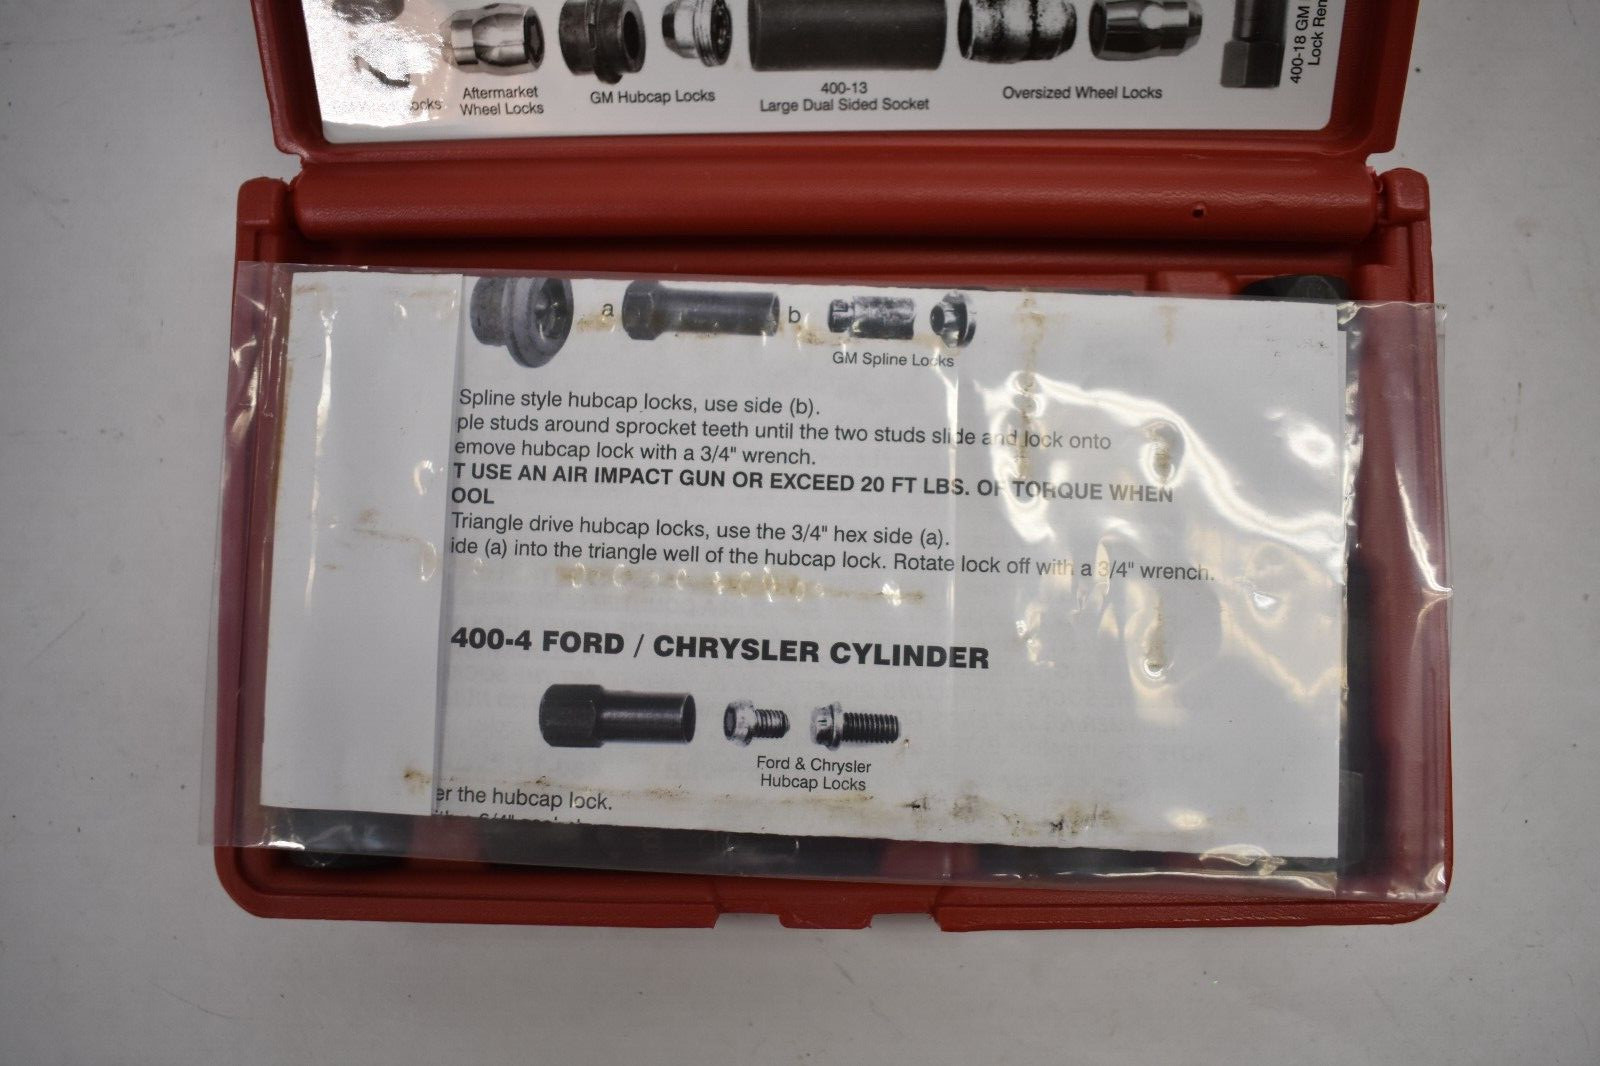 Aftermarket
Wheel Locks
GM Hubcap Locks
400-13
Large Dual Sided Socket
Oversized Wheel Locks
400-18 GM
Lock
a
b
GM Spline Locks
Spline style hubcap locks, use side (b).
ple studs around sprocket teeth until the two studs slide and lock onto
emove hubcap lock with a 3/4" wrench.
T USE AN AIR IMPACT GUN OR EXCEED 20 FT LBS. OF TORQUE WHEN
OOL
Triangle drive hubcap locks, use the 3/4" hex side (a).
ide (a) into the triangle well of the hubcap lock. Rotate lock off with a 3/4" wrench.
400-4 FORD / CHRYSLER CYLINDER
Ford & Chrysler
Hubcap Locks
er the hubcap lock.